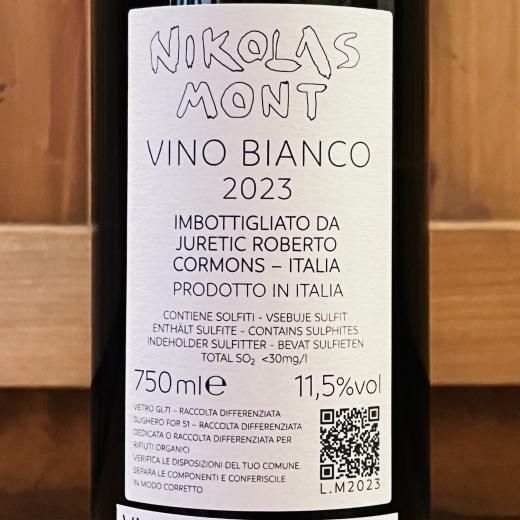 NIKOLAS
MONT
VINO BIANCO
2023
IMBOTTIGLIATO DA
JURETIC ROBERTO
CORMONS – ITALIA
PRODOTTO IN ITALIA
CONTIENE SOLFITI - VSEBUJE SULFIT
ENTHÄLT SULFITE - CONTAINS SULPHITES
INDEHOLDER SULFITTER - BEVAT SULFIETEN
TOTAL SO₂ <30mg/l
750 ml e 11,5%vol
VETRO GL71 – RACCOLTA DIFFERENZIATA
SUGHERO FOR 51 – RACCOLTA DIFFERENZIATA
DEDICATA O RACCOLTA DIFFERENZIATA PER
RIFIUTI ORGANICI
VERIFICA LE DISPOSIZIONI DEL TUO COMUNE.
SEPARA LE COMPONENTI E CONFERISCILE
IN MODO CORRETTO
L.M2023